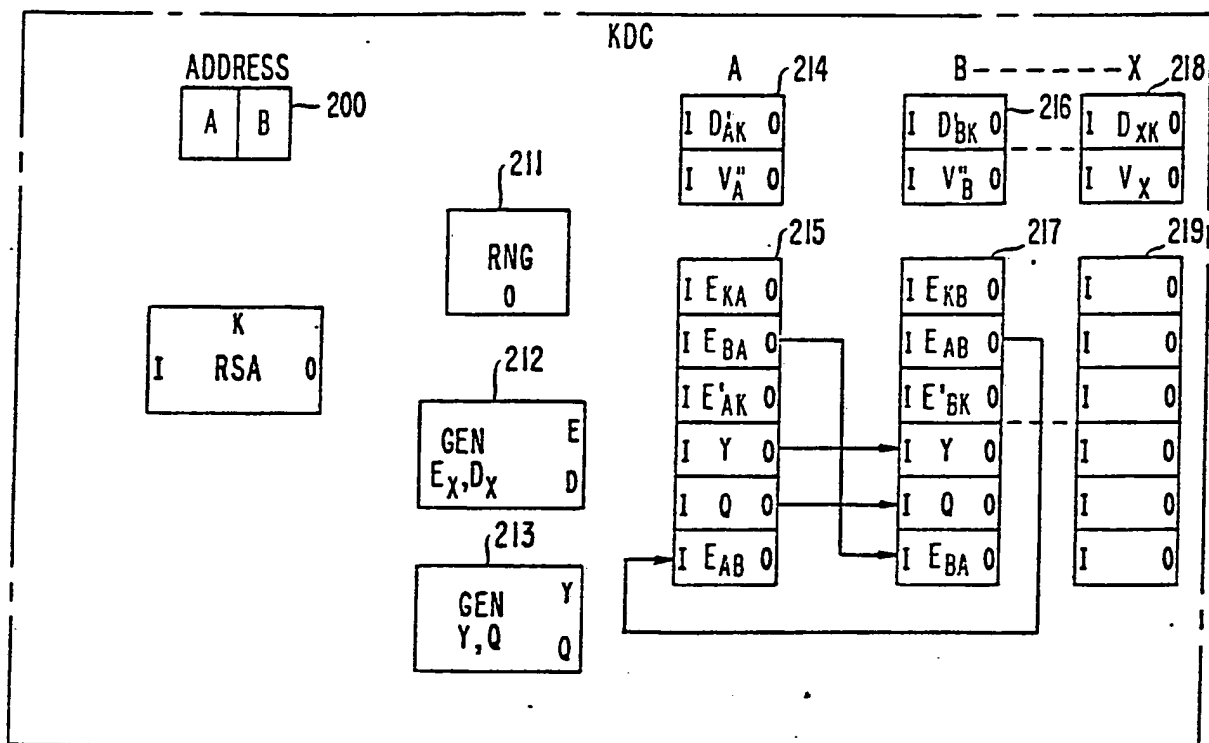 KDC
ADDRESS
A B
200
A
214
B - - - - - - X
218
I D'AK O
I V"A O
I D'BK O
I V"B O
216
I DXK O
I VX O
211
RNG
O
K
I RSA O
212
GEN
EX,DX
E
D
213
GEN
Y,Q
Y
Q
215
I EKA O
I EBA O
I E'AK O
I Y O
I Q O
I EAB O
217
I EKB O
I EAB O
I E'BK O
I Y O
I Q O
I EBA O
219
I O
I O
I O
I O
I O
I O